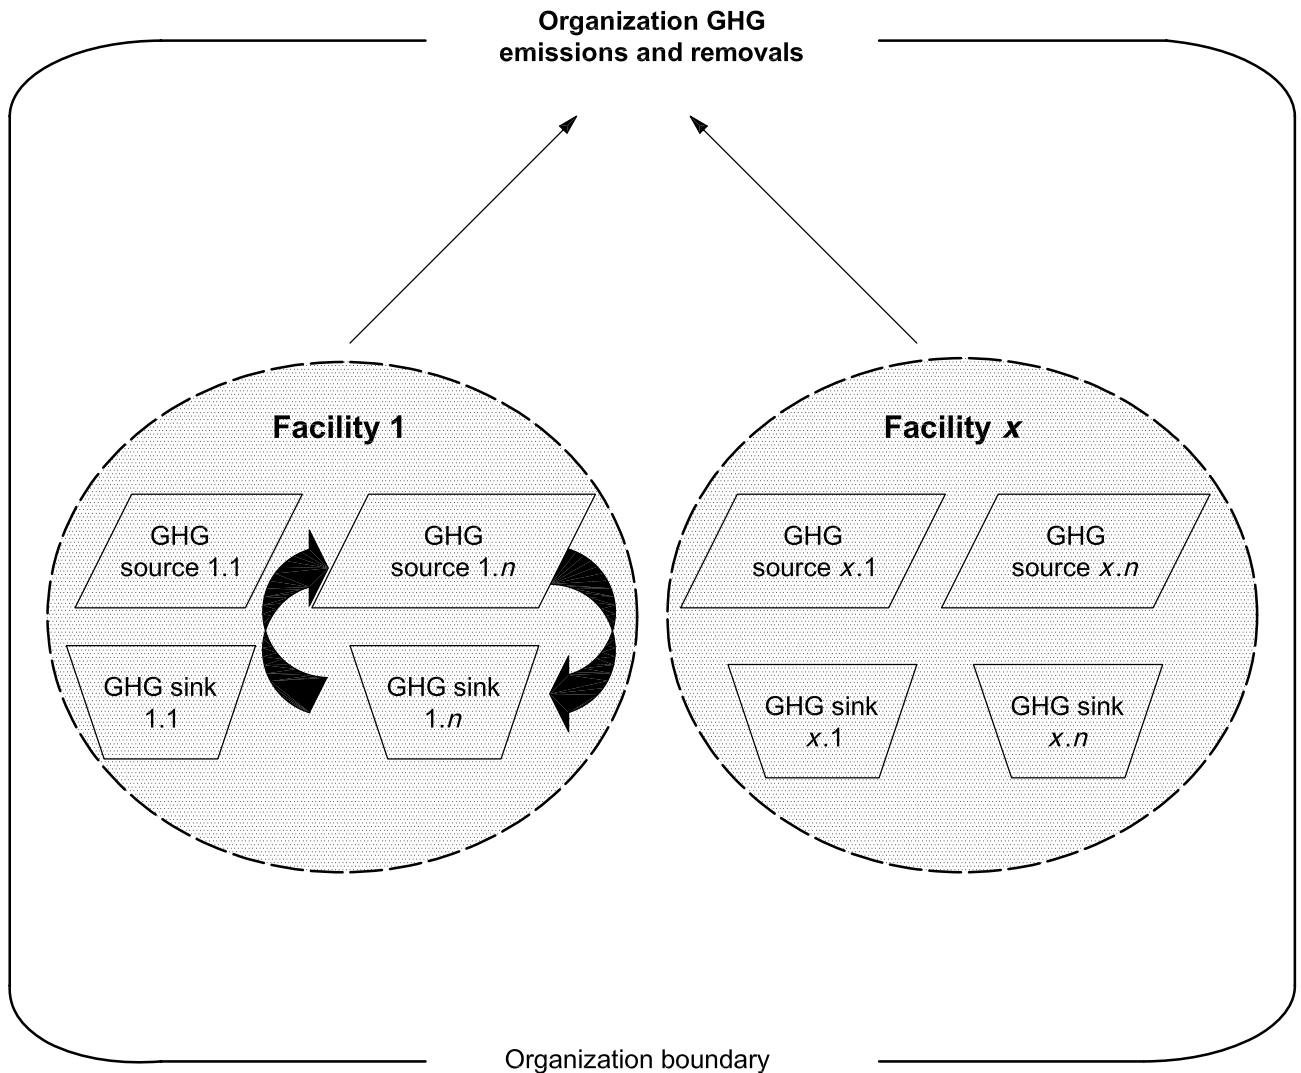 Organization GHG
emissions and removals
Facility 1
Facility x
GHG
source 1.1
GHG
source 1.n
GHG
source x.1
GHG
source x.n
GHG sink
1.1
GHG sink
1.n
GHG sink
x.1
GHG sink
x.n
Organization boundary